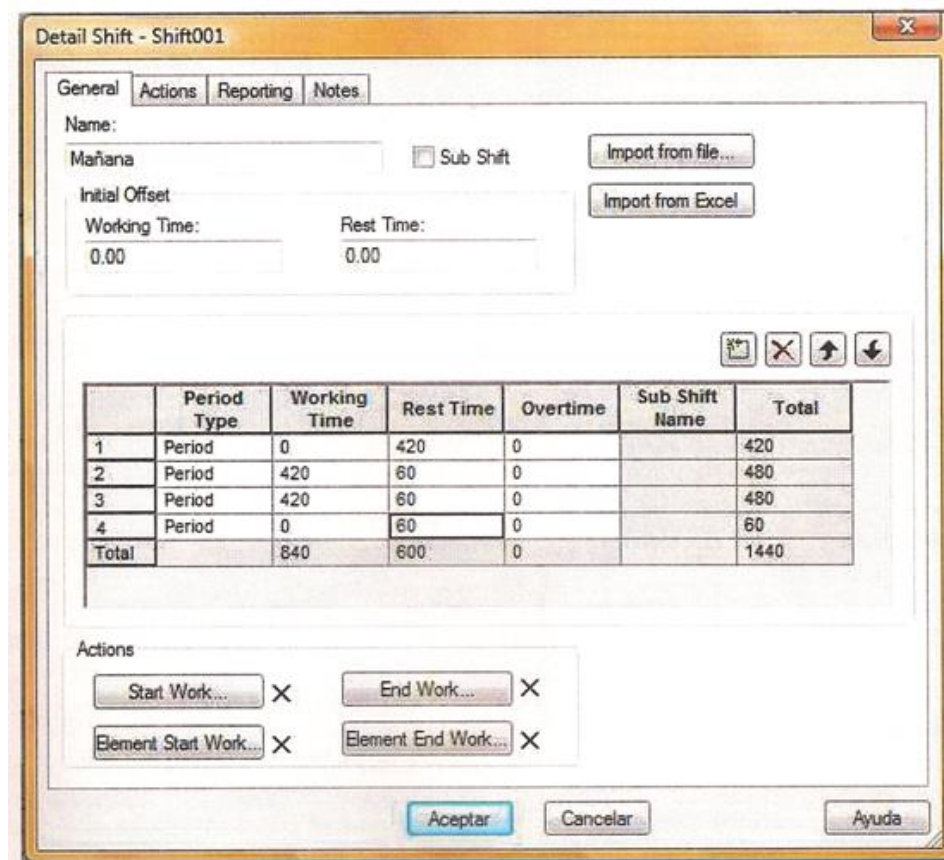 Detail Shift - Shift001
General Actions Reporting Notes
Name:
Mañana Sub Shift Import from file...
Initial Offset Import from Excel
Working Time: Rest Time:
0.00 0.00
Period Type Working Time Rest Time Overtime Sub Shift Name Total
1 Period 0 420 0 420
2 Period 420 60 0 480
3 Period 420 60 0 480
4 Period 0 60 0 60
Total 840 600 0 1440
Actions
Start Work... End Work...
Element Start Work... Element End Work...
Aceptar Cancelar Ayuda